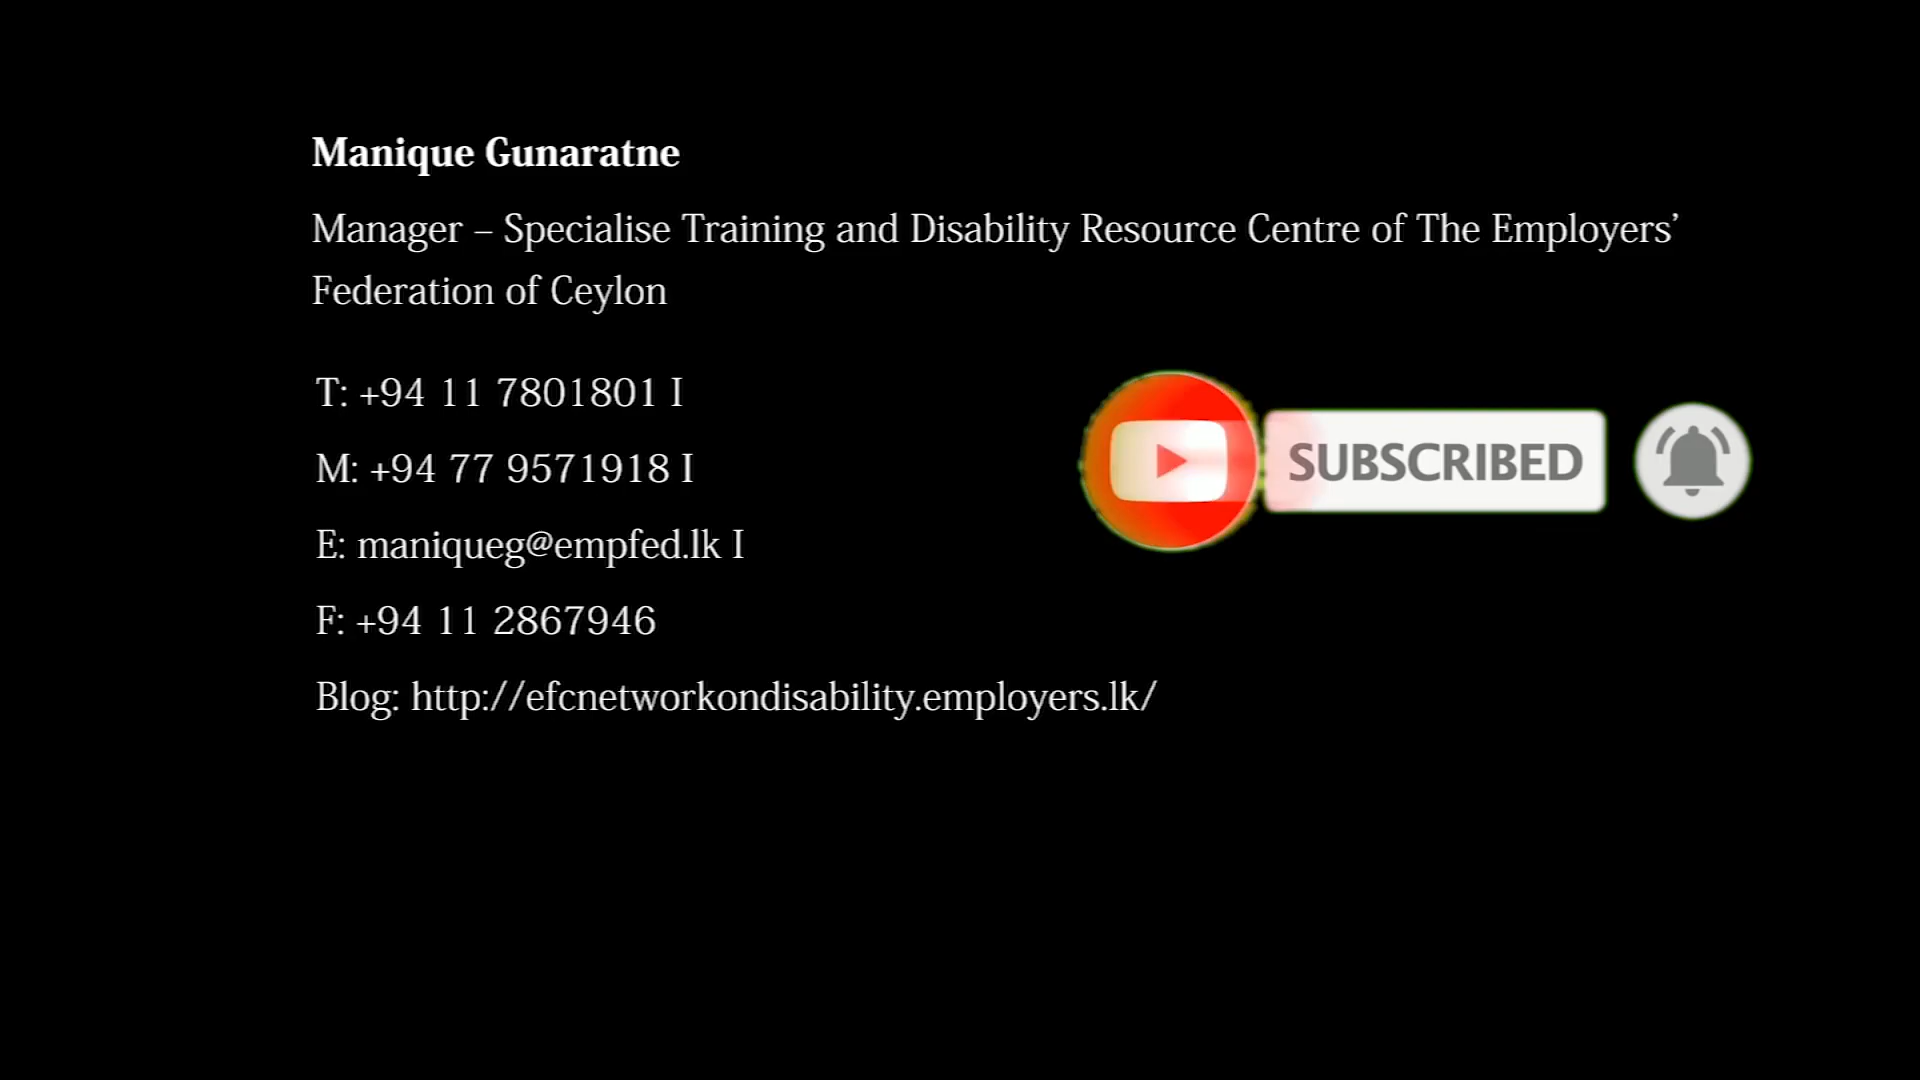 Manique Gunaratne
Manager – Specialise Training and Disability Resource Centre of The Employers’
Federation of Ceylon
T: +94 11 7801801 I
M: +94 77 9571918 I
SUBSCRIBED
E: maniqueg@empfed.lk I
F: +94 11 2867946
Blog: http://efcnetworkondisability.employers.lk/